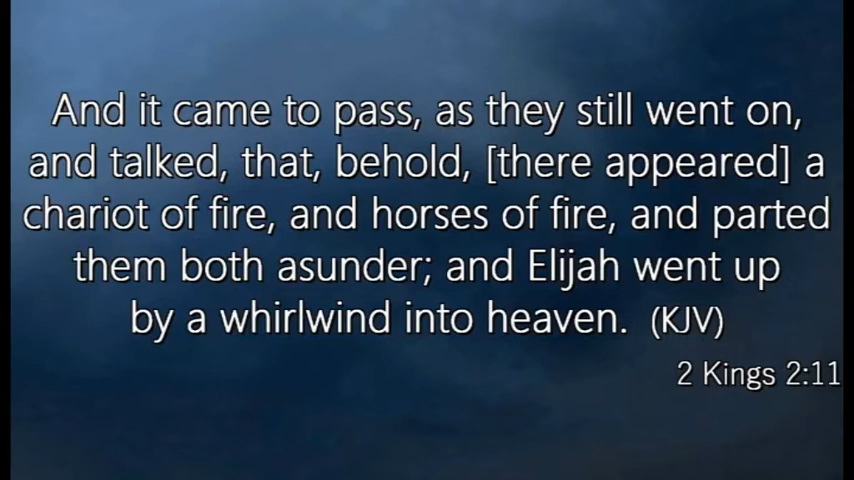 And it came to pass, as they still went on,
and talked, that, behold, [there appeared] a
chariot of fire, and horses of fire, and parted
them both asunder; and Elijah went up
by a whirlwind into heaven. (KJV)
2 Kings 2:11